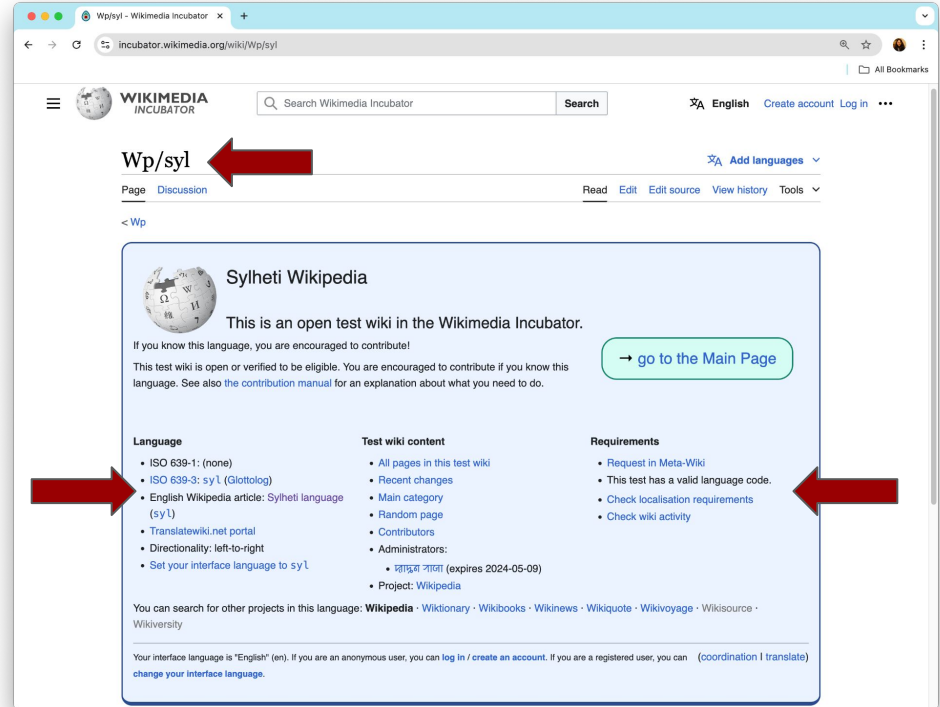 Wp/syl - Wikimedia Incubator
incubator.wikimedia.org/wiki/Wp/syl
All Bookmarks
WIKIMEDIA
INCUBATOR
Search Wikimedia Incubator
Search
English Create account Log in
Wp/syl
Add languages
Page Discussion
Read Edit Edit source View history Tools
< Wp
Sylheti Wikipedia
This is an open test wiki in the Wikimedia Incubator.
If you know this language, you are encouraged to contribute!
This test wiki is open or verified to be eligible. You are encouraged to contribute if you know this
language. See also the contribution manual for an explanation about what you need to do.
→ go to the Main Page
Language
• ISO 639-1: (none)
• ISO 639-3: syl (Glottolog)
• English Wikipedia article: Sylheti language
(syl)
• Translatewiki.net portal
• Directionality: left-to-right
• Set your interface language to syl
Test wiki content
• All pages in this test wiki
• Recent changes
• Main category
• Random page
• Contributors
• Administrators:
• (expires 2024-05-09)
• Project: Wikipedia
Requirements
• Request in Meta-Wiki
• This test has a valid language code.
• Check localisation requirements
• Check wiki activity
You can search for other projects in this language: Wikipedia · Wiktionary · Wikibooks · Wikinews · Wikiquote · Wikivoyage · Wikisource ·
Wikiversity
Your interface language is "English" (en). If you are an anonymous user, you can log in / create an account. If you are a registered user, you can
change your interface language.
(coordination | translate)